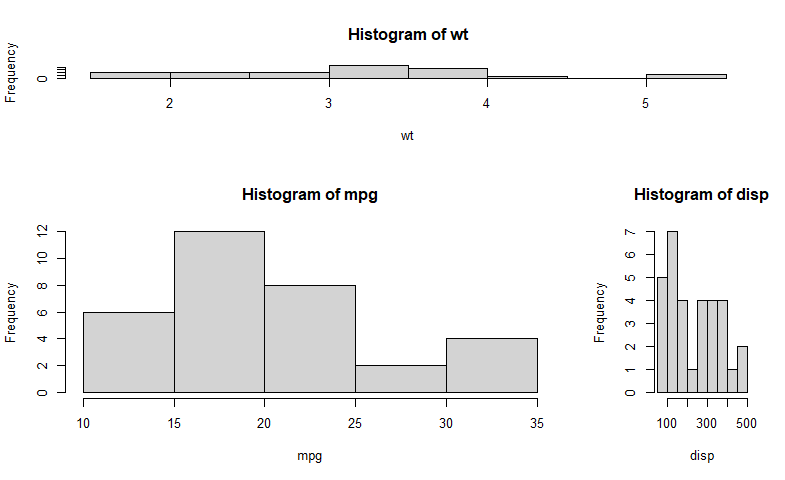 Histogram of wt
Frequency
0
2 3 4 5
wt
Histogram of mpg
Frequency
0 2 4 6 8 10 12
10 15 20 25 30 35
mpg
Histogram of disp
Frequency
0 1 2 3 4 5 6 7
100 300 500
disp